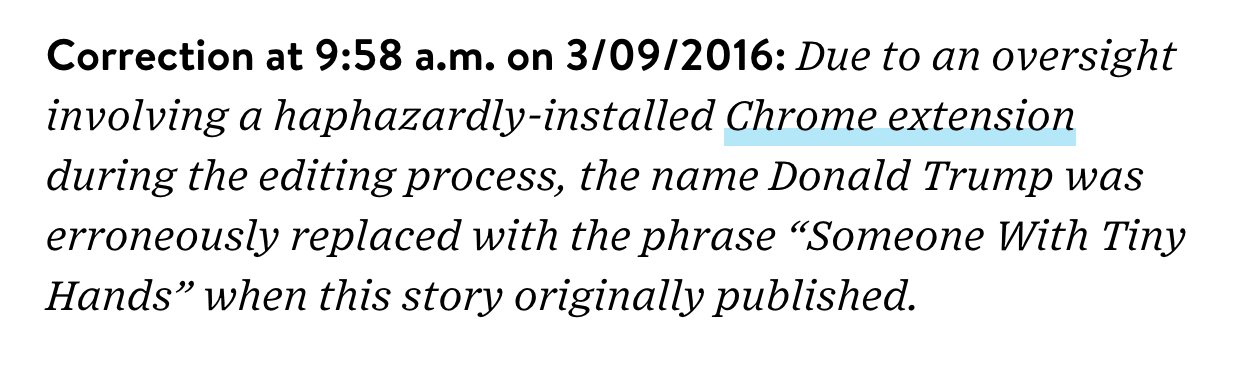 Correction at 9:58 a.m. on 3/09/2016: Due to an oversight
involving a haphazardly-installed Chrome extension
during the editing process, the name Donald Trump was
erroneously replaced with the phrase “Someone With Tiny
Hands” when this story originally published.